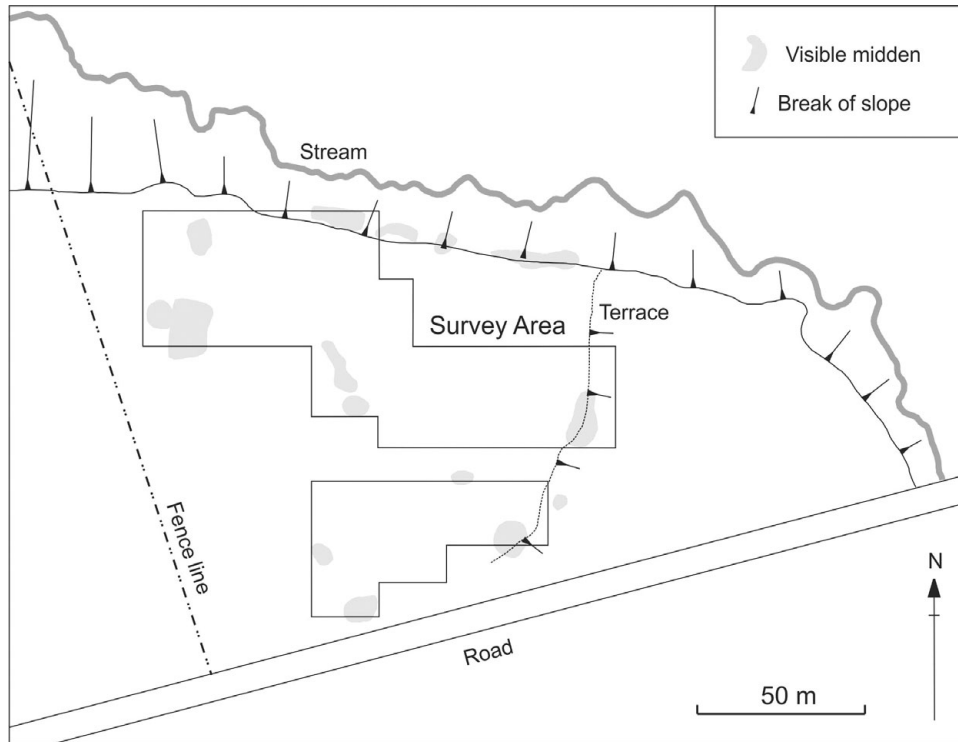 Visible midden
Break of slope
Stream
Survey Area
Terrace
Fence line
Road
N
50 m